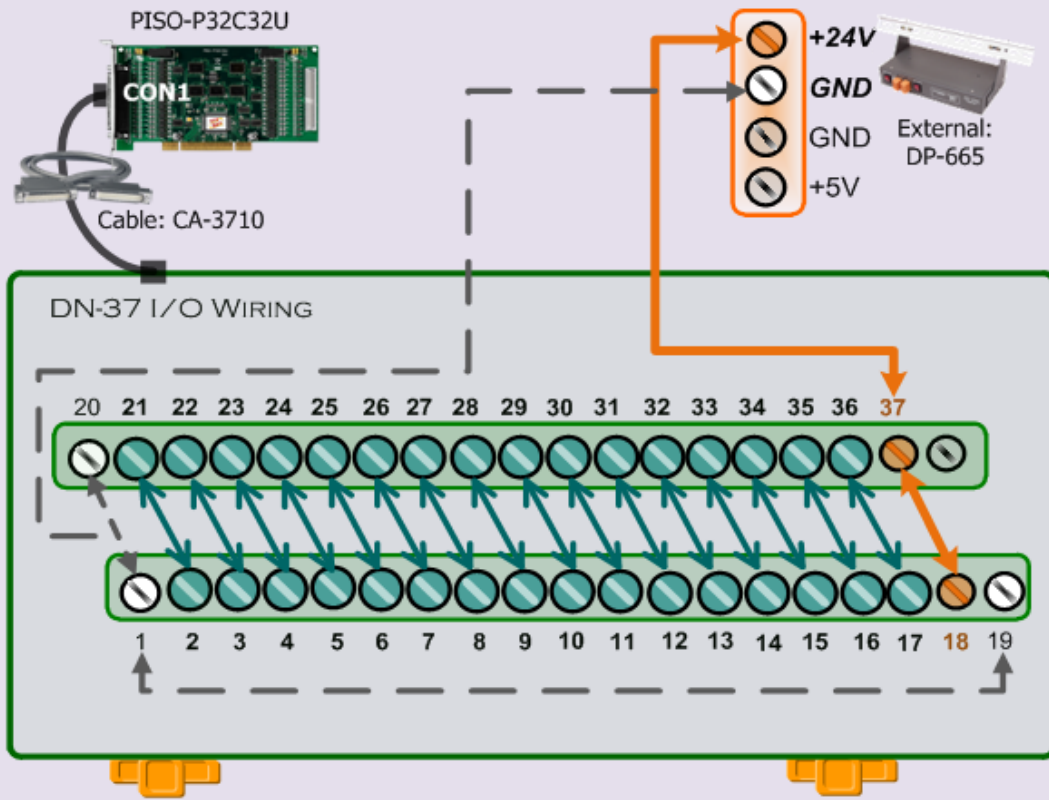 PISO-P32C32U
CON1
Cable: CA-3710
+24V
GND
GND
+5V
External:
DP-665
DN-37 I/O WIRING
20 21 22 23 24 25 26 27 28 29 30 31 32 33 34 35 36 37
1 2 3 4 5 6 7 8 9 10 11 12 13 14 15 16 17 18 19